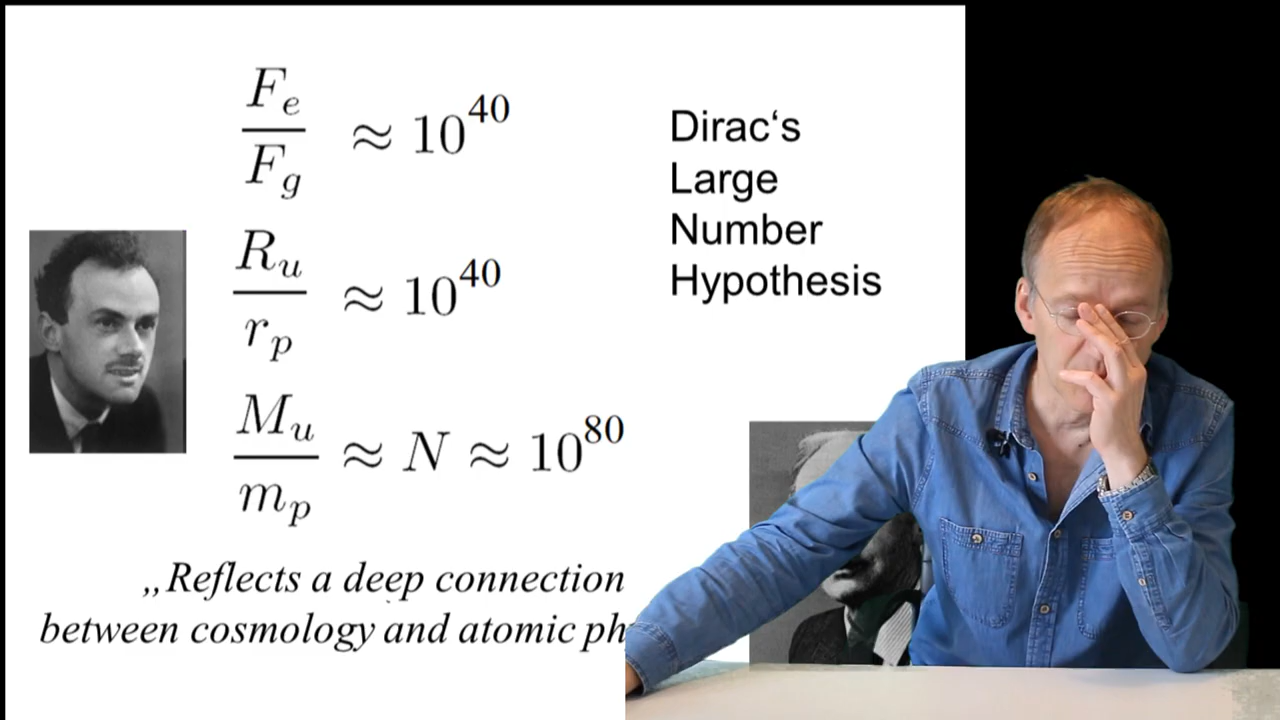 F_e / F_g ≈ 10^40
Dirac‘s
Large
Number
Hypothesis
R_u / r_p ≈ 10^40
M_u / m_p ≈ N ≈ 10^80
„Reflects a deep connection
between cosmology and atomic ph